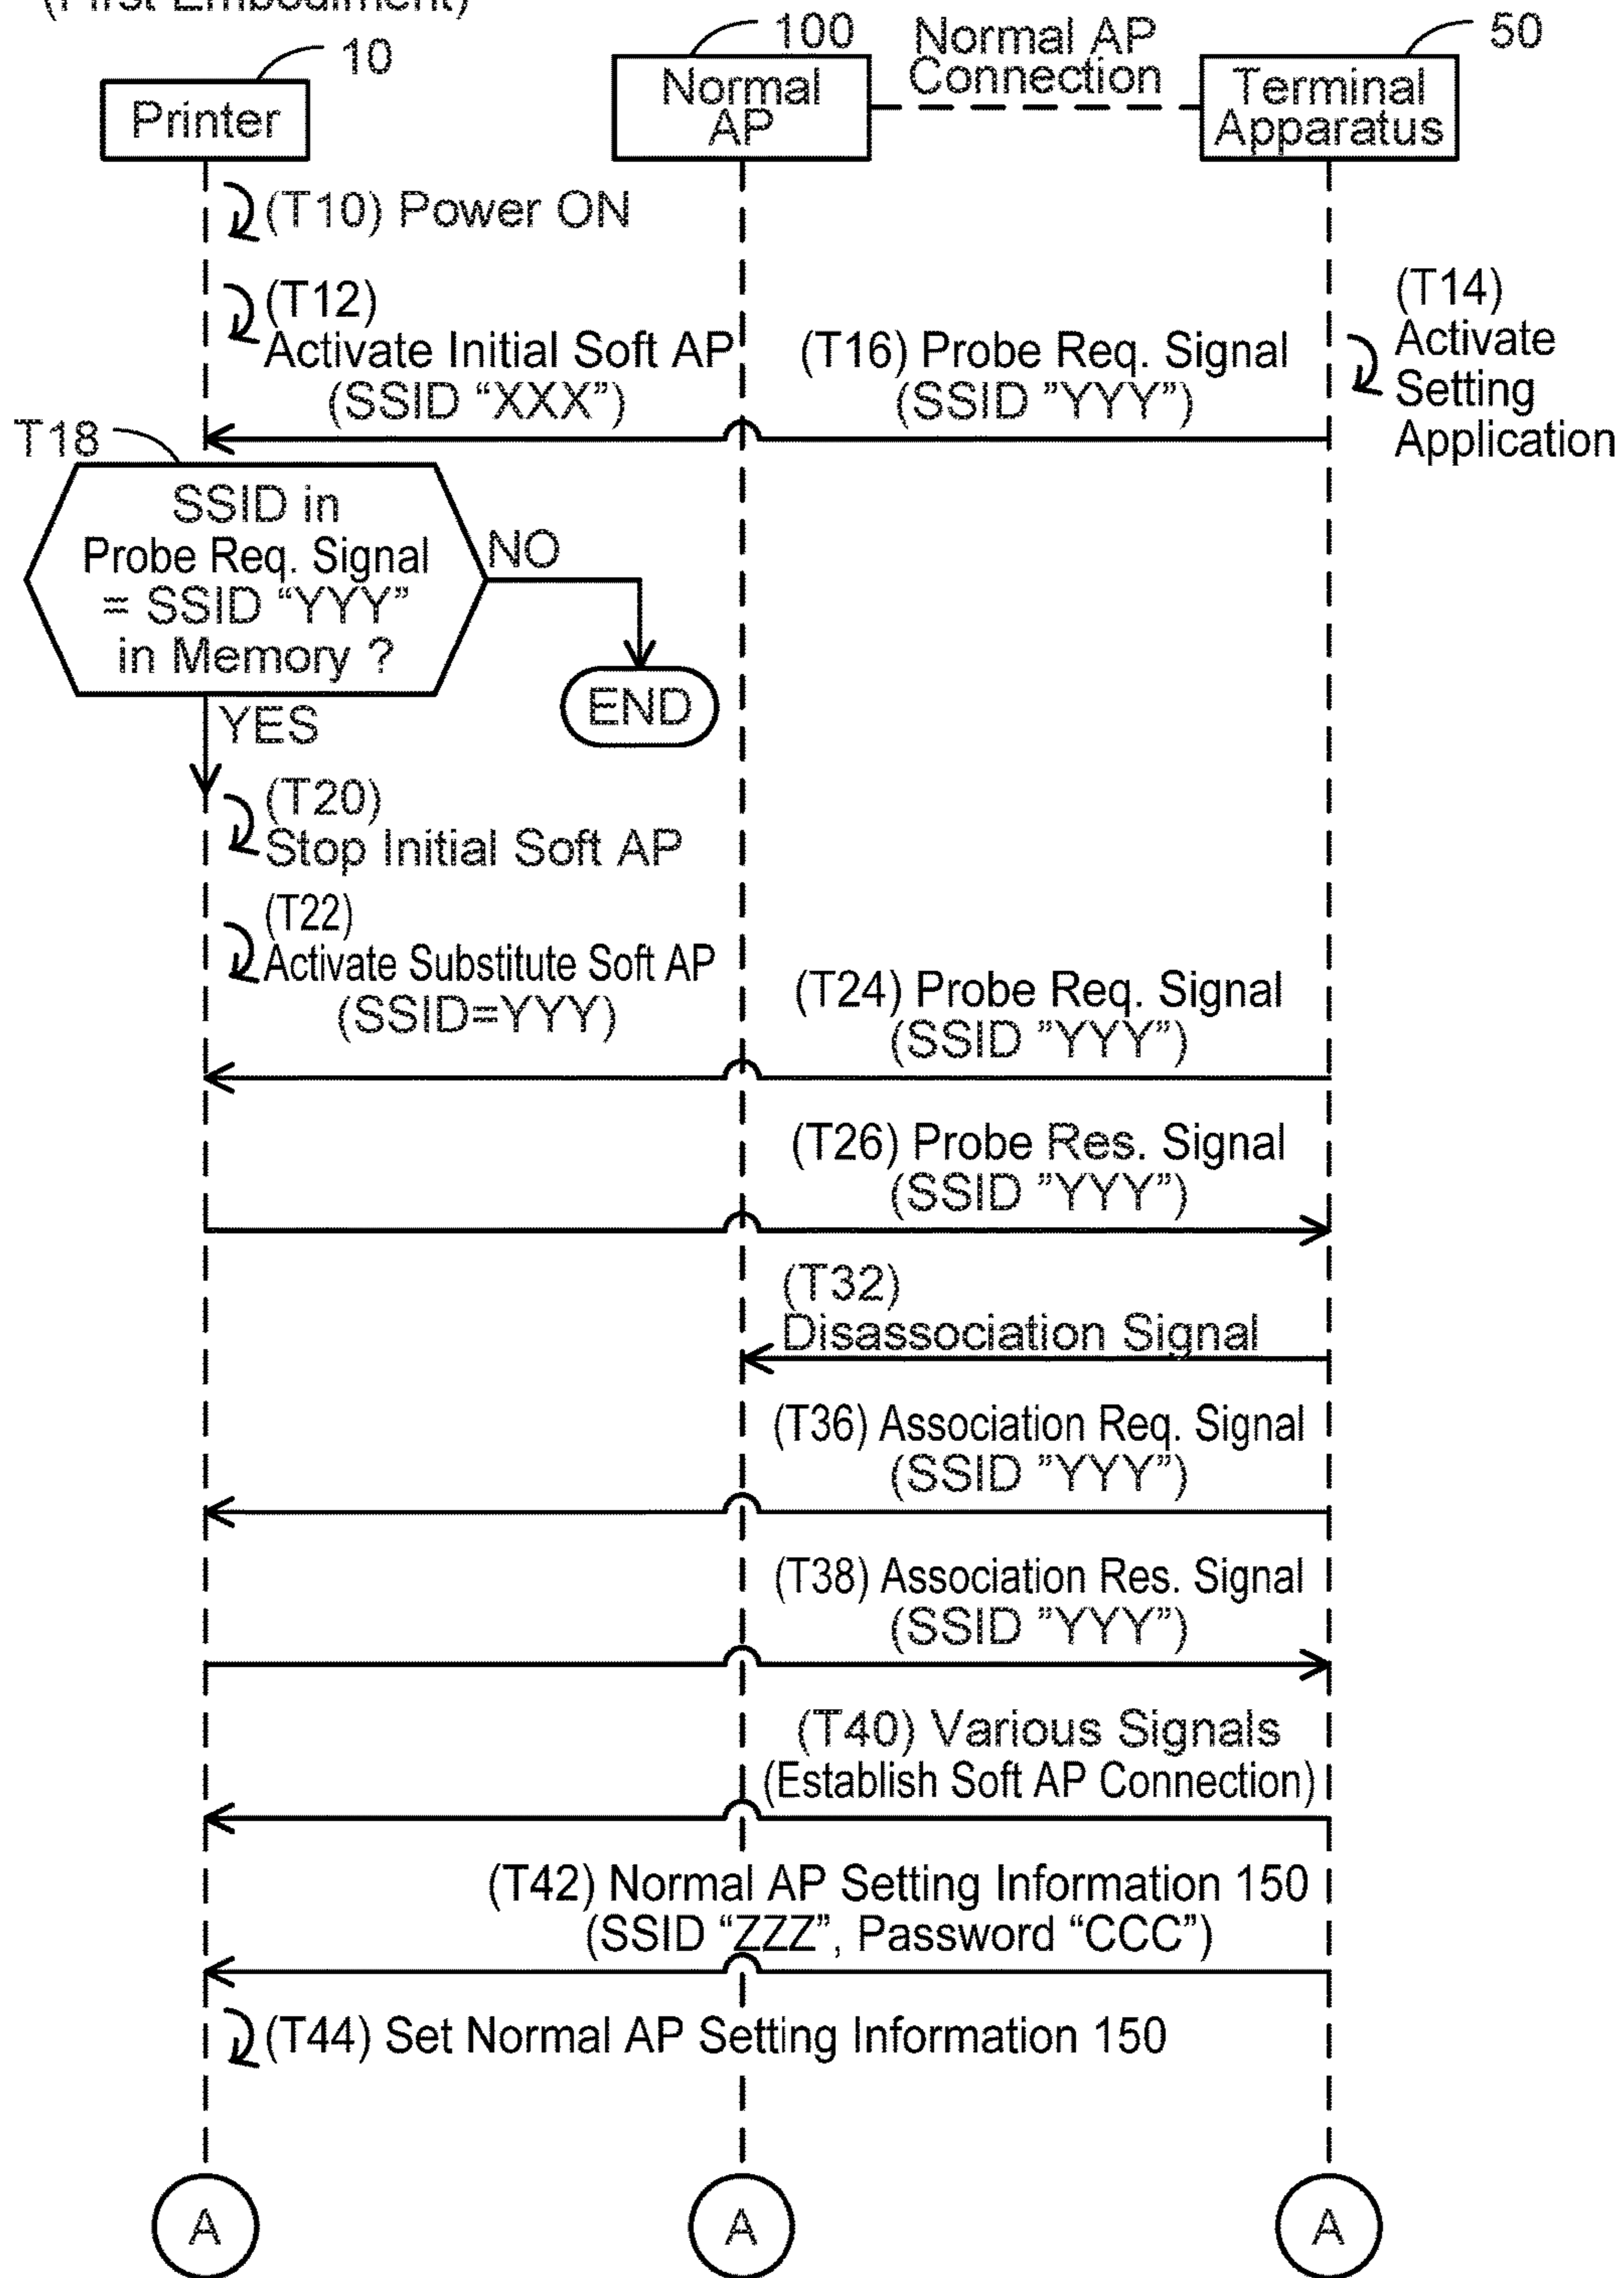 (First Embodiment)
10
100
Normal AP
Connection
50
Printer
Normal
AP
Terminal
Apparatus
(T10) Power ON
(T12)
Activate Initial Soft AP
(SSID “XXX”)
(T14)
Activate
Setting
Application
(T16) Probe Req. Signal
(SSID ”YYY”)
T18
SSID in
Probe Req. Signal
= SSID “YYY”
in Memory ?
NO
END
YES
(T20)
Stop Initial Soft AP
(T22)
Activate Substitute Soft AP
(SSID=YYY)
(T24) Probe Req. Signal
(SSID ”YYY”)
(T26) Probe Res. Signal
(SSID ”YYY”)
(T32)
Disassociation Signal
(T36) Association Req. Signal
(SSID ”YYY”)
(T38) Association Res. Signal
(SSID ”YYY”)
(T40) Various Signals
(Establish Soft AP Connection)
(T42) Normal AP Setting Information 150
(SSID “ZZZ”, Password “CCC”)
(T44) Set Normal AP Setting Information 150
A
A
A